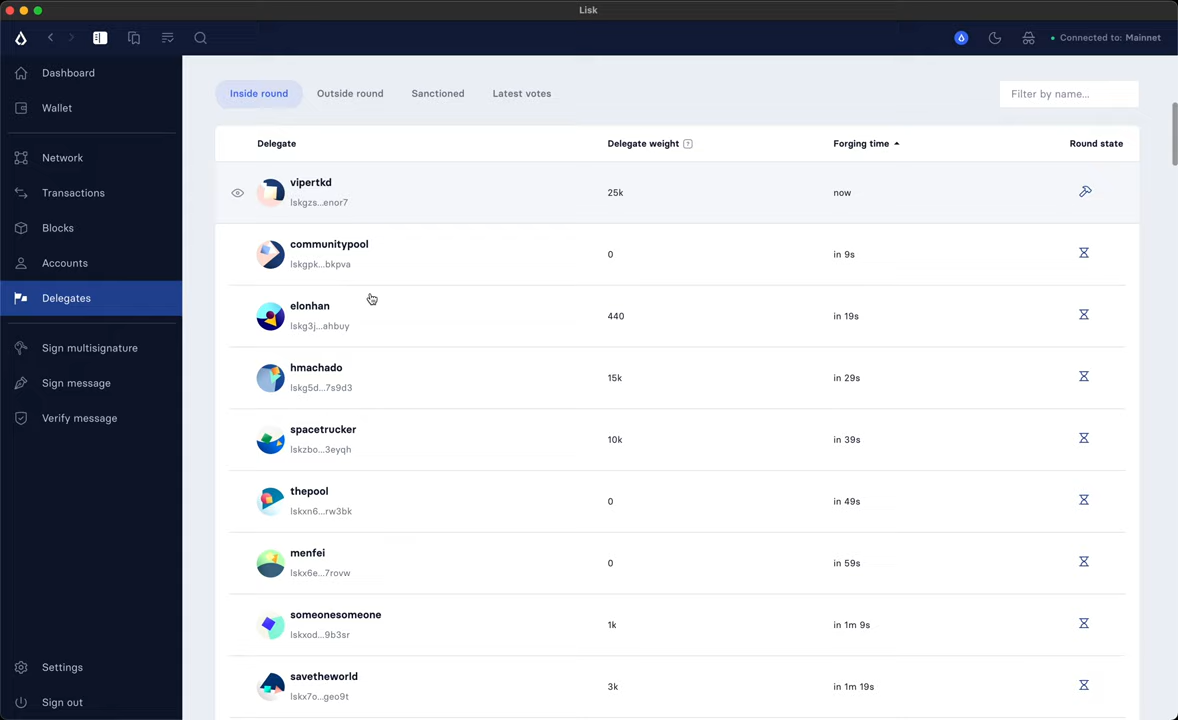 Lisk
Connected to: Mainnet
Dashboard
Wallet
Network
Transactions
Blocks
Accounts
Delegates
Sign multisignature
Sign message
Verify message
Settings
Sign out
Inside round Outside round Sanctioned Latest votes Filter by name...
Delegate Delegate weight ? Forging time Round state
vipertkd
lskgzs...enor7
25k now
communitypool
lskgpk...bkpva
0 in 9s
elonhan
lskg3j...ahbuy
440 in 19s
hmachado
lskg5d...7s9d3
15k in 29s
spacetrucker
lskzbo...3eyqh
10k in 39s
thepool
lskxn6...rw3bk
0 in 49s
menfei
lskx6e...7rovw
0 in 59s
someonesomeone
lskxod...9b3sr
1k in 1m 9s
savetheworld
lskx7o...geo9t
3k in 1m 19s